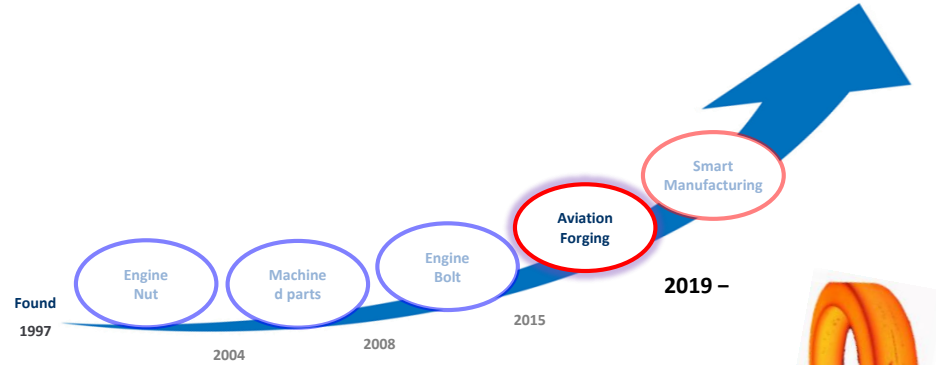 Smart
Manufacturing
Aviation
Forging
Engine
Bolt
Engine
Nut
Machine
d parts
2019 –
Found
1997
2015
2008
2004